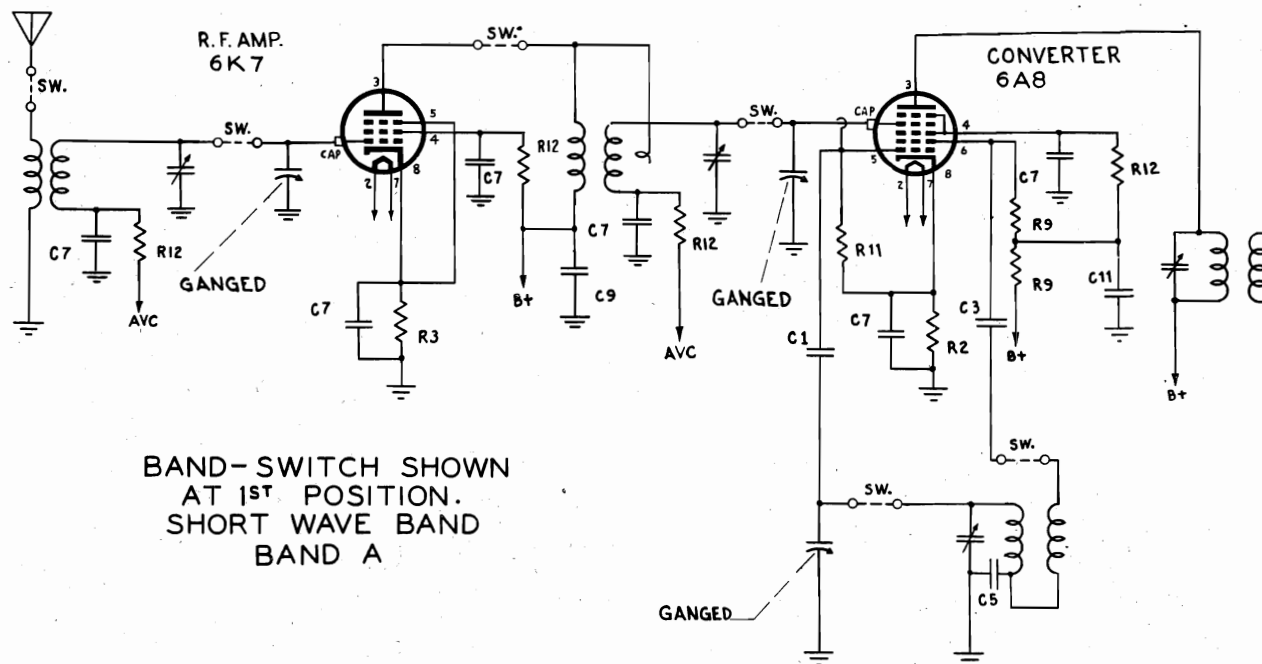 R.F. AMP.
6K7
SW.
SW.
SW.
CONVERTER
6A8
3
5
4
8
2
7
CAP
C7
R12
C7
R12
AVC
GANGED
C7
R3
B+
C9
C7
R12
AVC
SW.
GANGED
CAP
3
4
6
5
8
2
7
R11
C7
R2
C1
C3
C7
R9
R9
R12
C11
B+
B+
SW.
SW.
C5
GANGED
BAND-SWITCH SHOWN
AT 1ST POSITION.
SHORT WAVE BAND
BAND A